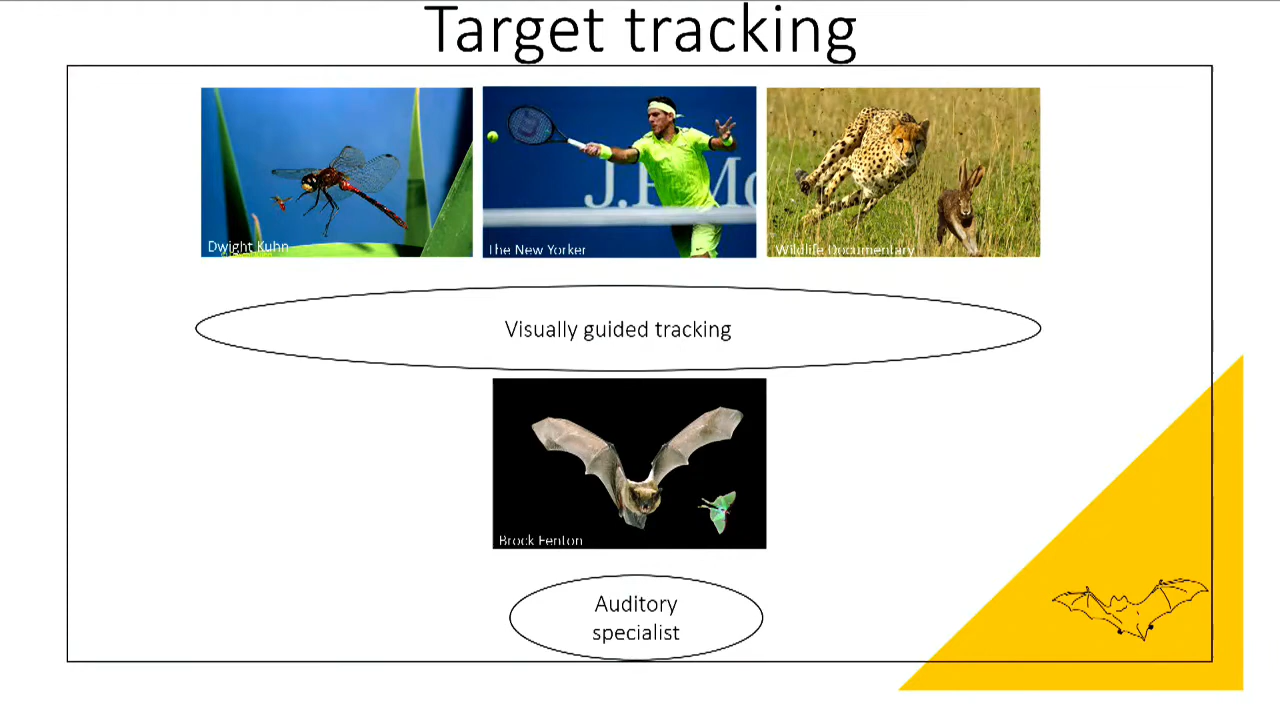 Target tracking
J.P. Mo
Dwight Kuhn
The New Yorker
Wildlife Documentary
Visually guided tracking
Brock Fenton
Auditory
specialist